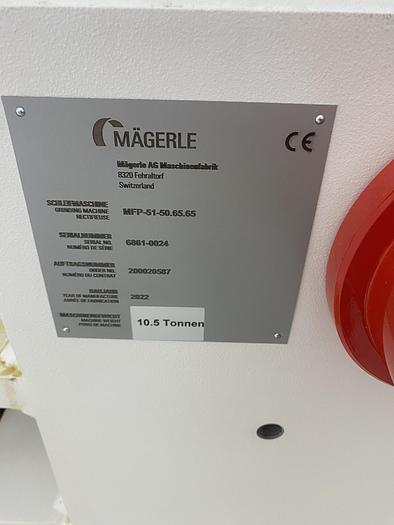 MÄGERLE
CE
Mägerle AG Maschinenfabrik
8320 Fehraltorf
Switzerland
SCHLEIFMASCHINE
GRINDING MACHINE
RECTIFIEUSE
MFP-51-50.65.65
SERIALNUMMER
SERIAL NO.
NUMÉRO DE SÉRIE
6861-0024
AUFTRAGSNUMMER
ORDER NO.
NUMÉRO DU CONTRAT
200020587
BAUJAHR
YEAR OF MANUFACTURE
ANNÉE DE FABRICATION
2022
MASCHINENGEWICHT
MACHINE WEIGHT
POIDS DE MACHINE
10.5 Tonnen